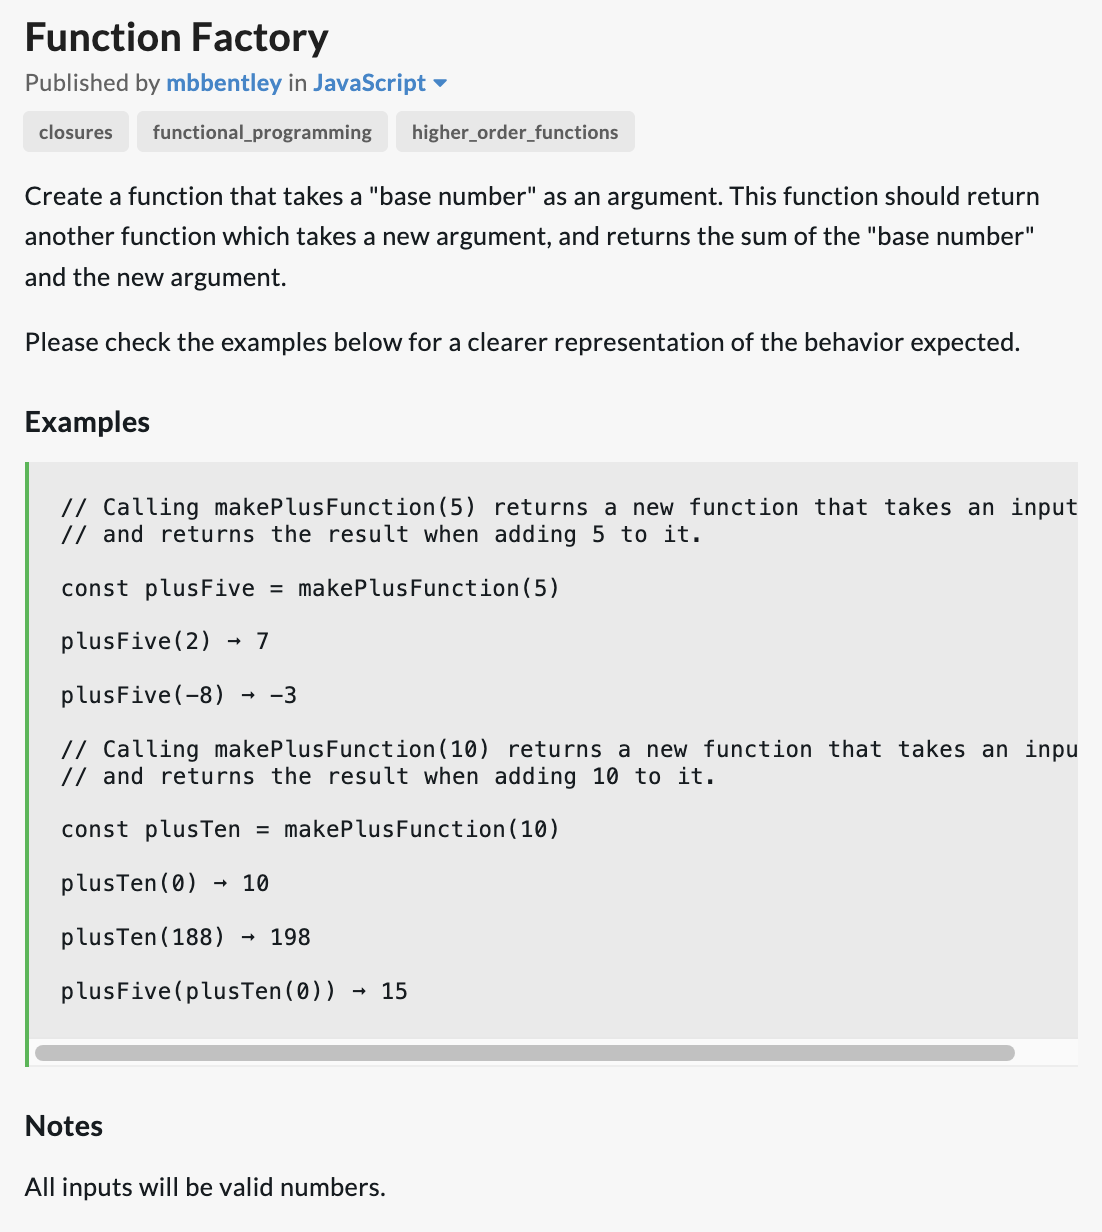 Function Factory
Published by mbbentley in JavaScript
closures functional_programming higher_order_functions
Create a function that takes a "base number" as an argument. This function should return
another function which takes a new argument, and returns the sum of the "base number"
and the new argument.
Please check the examples below for a clearer representation of the behavior expected.
Examples
// Calling makePlusFunction(5) returns a new function that takes an input
// and returns the result when adding 5 to it.
const plusFive = makePlusFunction(5)
plusFive(2) → 7
plusFive(-8) → -3
// Calling makePlusFunction(10) returns a new function that takes an inpu
// and returns the result when adding 10 to it.
const plusTen = makePlusFunction(10)
plusTen(0) → 10
plusTen(188) → 198
plusFive(plusTen(0)) → 15
Notes
All inputs will be valid numbers.